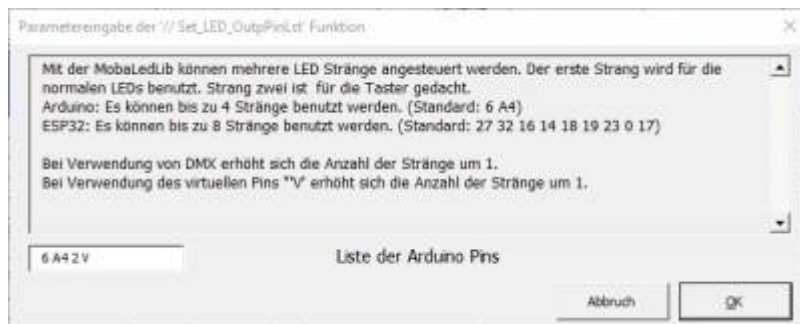 Parametereingabe der '// Set_LED_OutpPinLst' Funktion
Mit der MobaLedLib können mehrere LED Stränge angesteuert werden. Der erste Strang wird für die
normalen LEDs benutzt. Strang zwei ist für die Taster gedacht.
Arduino: Es können bis zu 4 Stränge benutzt werden. (Standard: 6 A4)
ESP32: Es können bis zu 8 Stränge benutzt werden. (Standard: 27 32 16 14 18 19 23 0 17)
Bei Verwendung von DMX erhöht sich die Anzahl der Stränge um 1.
Bei Verwendung des virtuellen Pins "'V' erhöht sich die Anzahl der Stränge um 1.
6 A4 2 V
Liste der Arduino Pins
Abbruch
OK